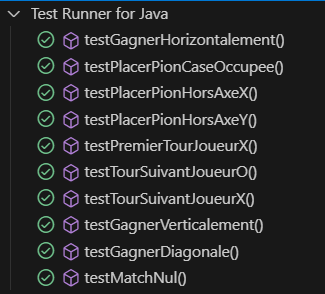 Test Runner for Java
testGagnerHorizontalement()
testPlacerPionCaseOccupee()
testPlacerPionHorsAxeX()
testPlacerPionHorsAxeY()
testPremierTourJoueurX()
testTourSuivantJoueurO()
testTourSuivantJoueurX()
testGagnerVerticalement()
testGagnerDiagonale()
testMatchNul()